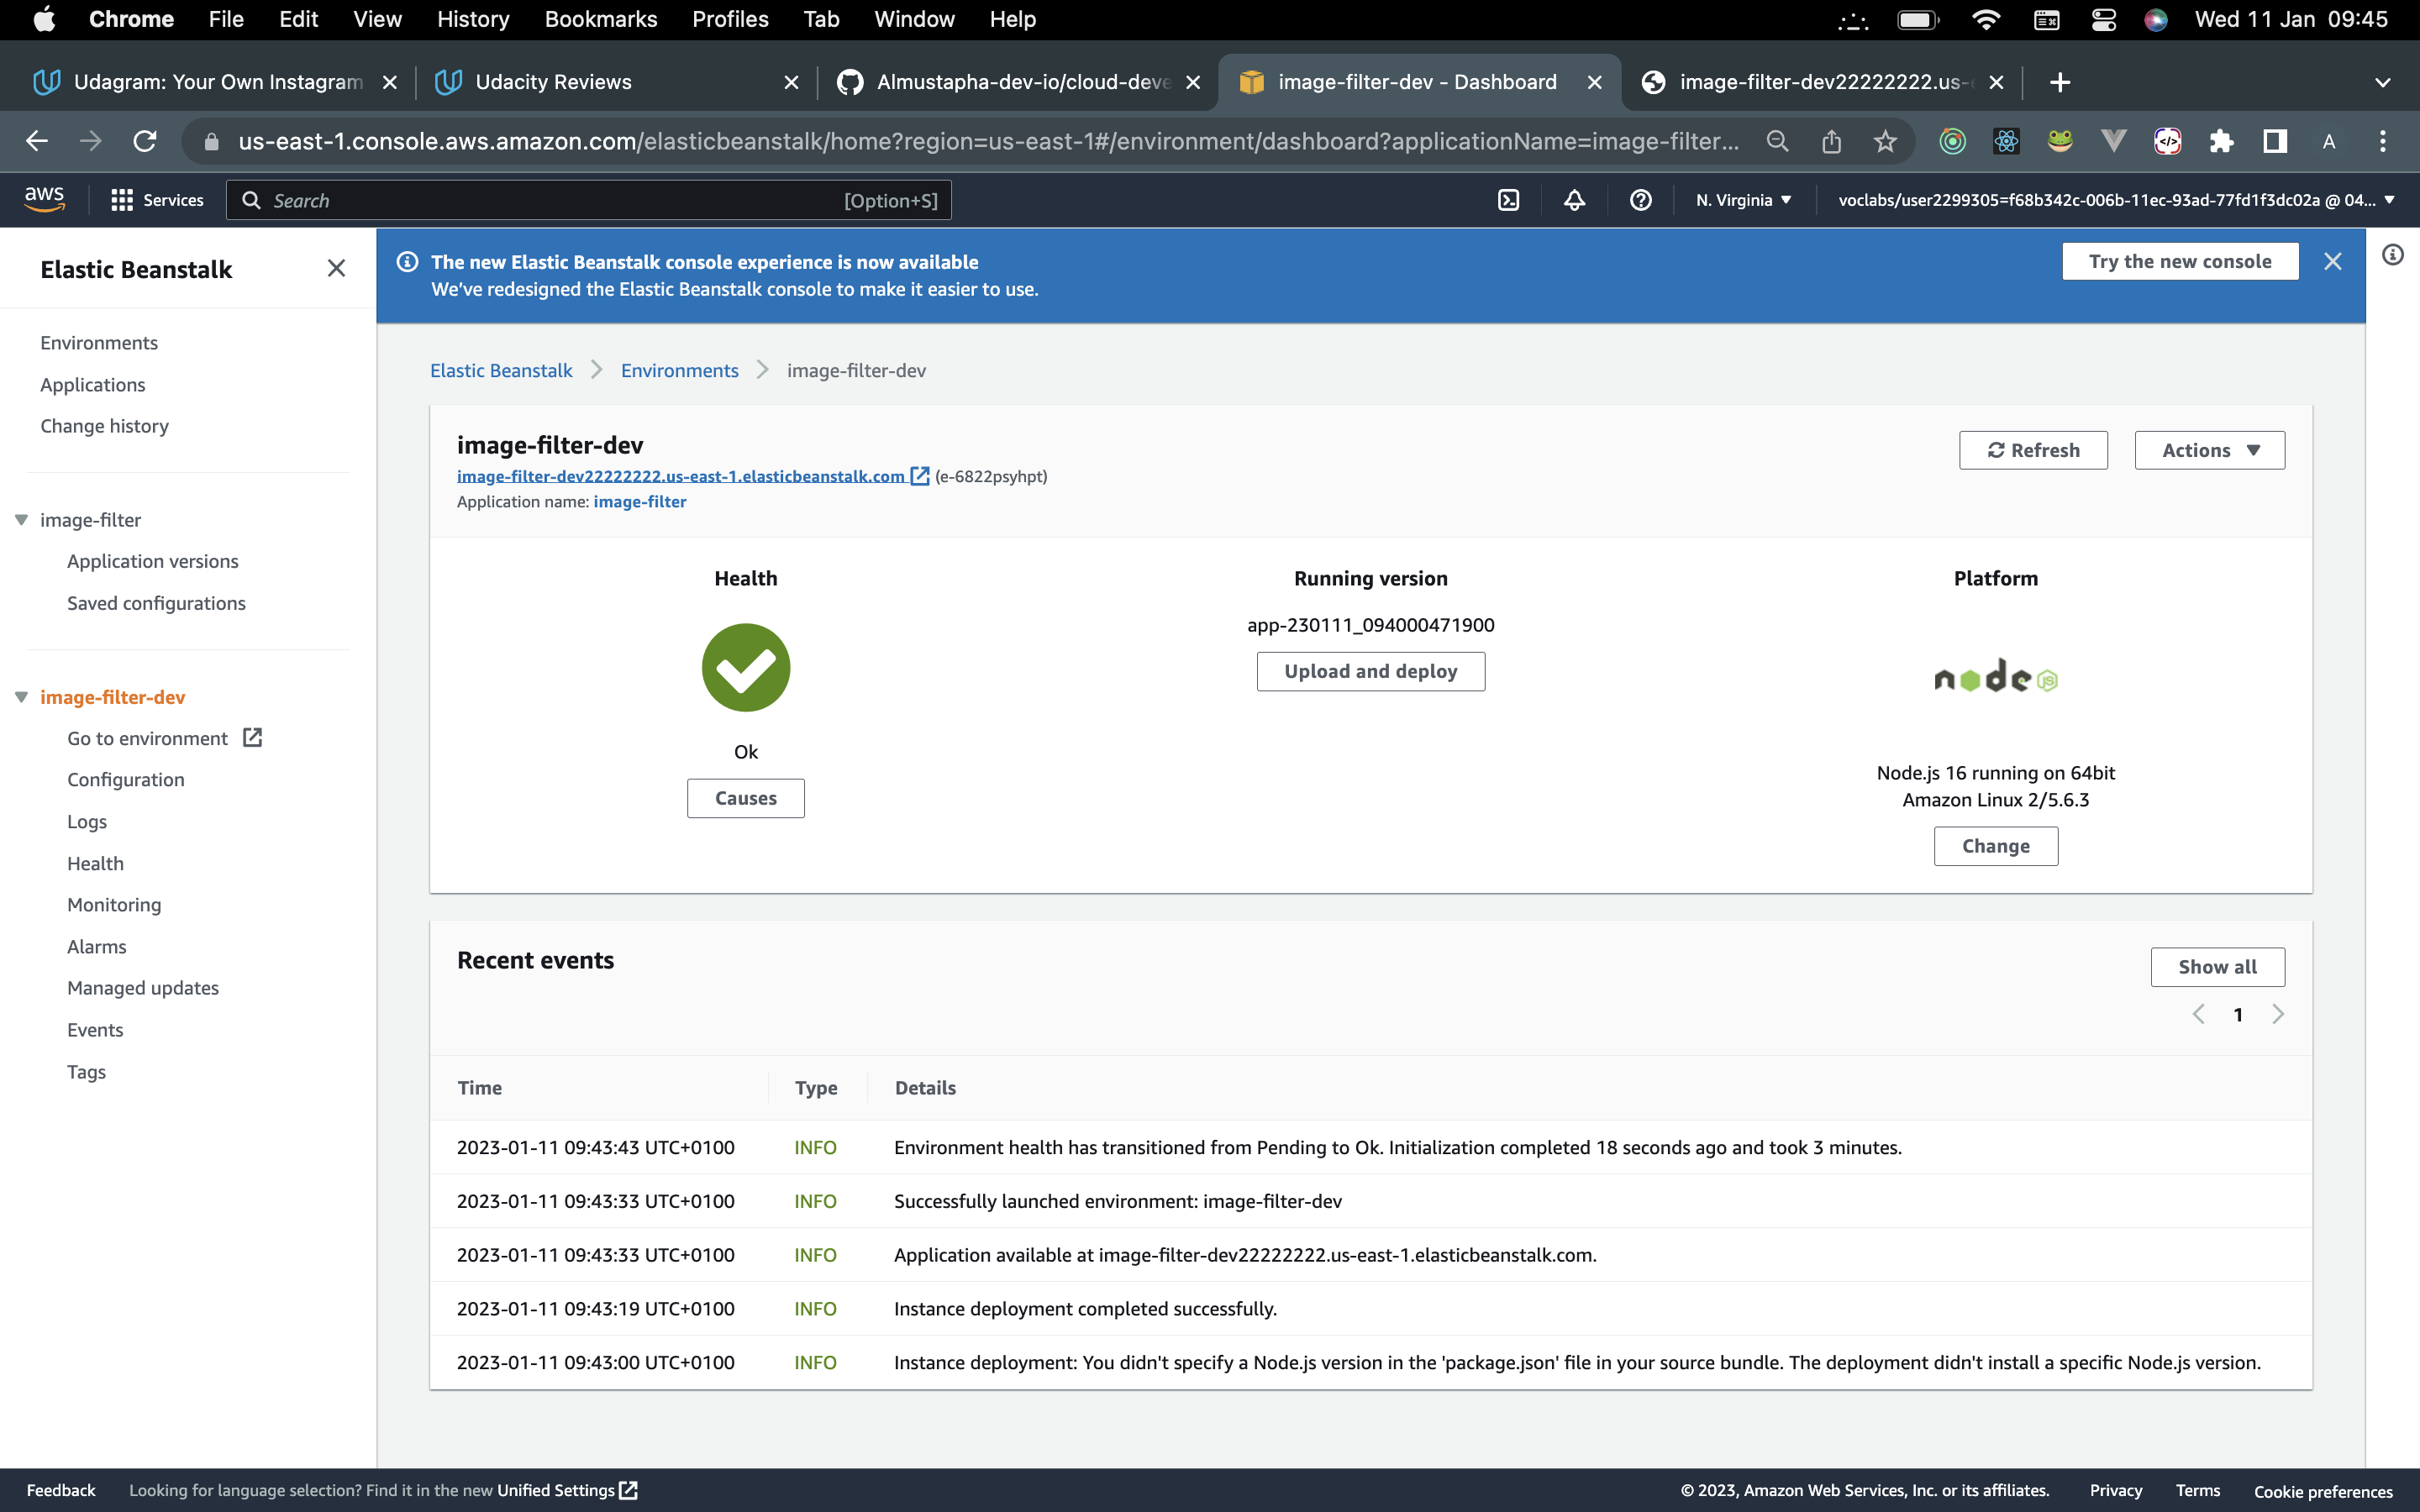 Chrome File Edit View History Bookmarks Profiles Tab Window Help Wed 11 Jan 09:45
Udagram: Your Own Instagram Udacity Reviews Almustapha-dev-io/cloud-deve image-filter-dev - Dashboard image-filter-dev22222222.us-e
us-east-1.console.aws.amazon.com/elasticbeanstalk/home?region=us-east-1#/environment/dashboard?applicationName=image-filter... A
aws Services Search [Option+S] N. Virginia voclabs/user2299305=f68b342c-006b-11ec-93ad-77fd1f3dc02a @ 04...
Elastic Beanstalk
Environments
Applications
Change history
image-filter
Application versions
Saved configurations
image-filter-dev
Go to environment
Configuration
Logs
Health
Monitoring
Alarms
Managed updates
Events
Tags
The new Elastic Beanstalk console experience is now available
We've redesigned the Elastic Beanstalk console to make it easier to use.
Try the new console
Elastic Beanstalk Environments image-filter-dev
image-filter-dev
image-filter-dev22222222.us-east-1.elasticbeanstalk.com (e-6822psyhpt)
Application name: image-filter
Refresh Actions
Health
Ok
Causes
Running version
app-230111_094000471900
Upload and deploy
Platform
node JS
Node.js 16 running on 64bit
Amazon Linux 2/5.6.3
Change
Recent events
Show all
1
Time Type Details
2023-01-11 09:43:43 UTC+0100 INFO Environment health has transitioned from Pending to Ok. Initialization completed 18 seconds ago and took 3 minutes.
2023-01-11 09:43:33 UTC+0100 INFO Successfully launched environment: image-filter-dev
2023-01-11 09:43:33 UTC+0100 INFO Application available at image-filter-dev22222222.us-east-1.elasticbeanstalk.com.
2023-01-11 09:43:19 UTC+0100 INFO Instance deployment completed successfully.
2023-01-11 09:43:00 UTC+0100 INFO Instance deployment: You didn't specify a Node.js version in the 'package.json' file in your source bundle. The deployment didn't install a specific Node.js version.
Feedback Looking for language selection? Find it in the new Unified Settings © 2023, Amazon Web Services, Inc. or its affiliates. Privacy Terms Cookie preferences